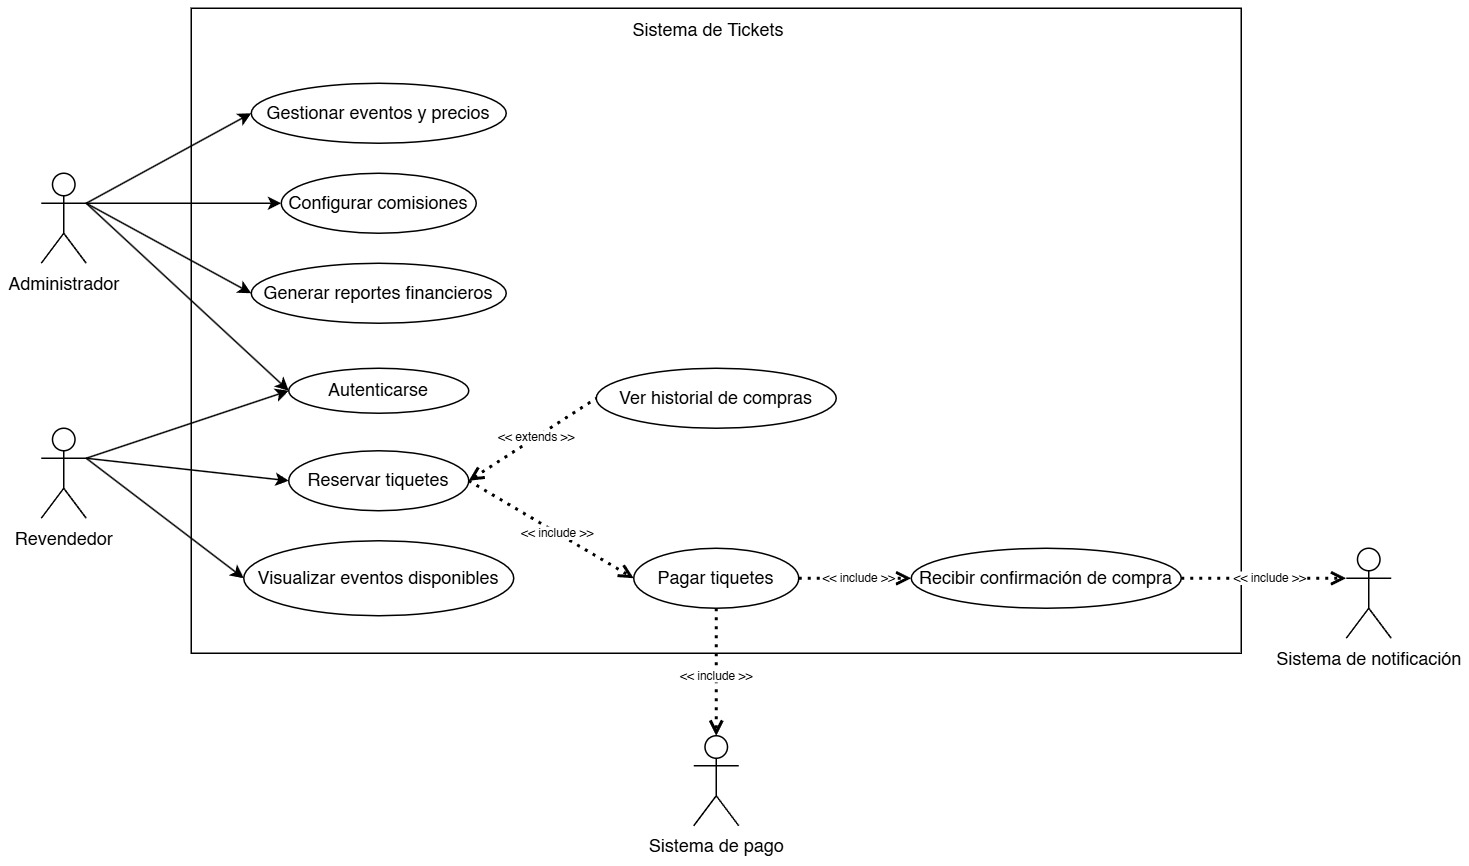 Sistema de Tickets
Gestionar eventos y precios
Configurar comisiones
Administrador
Generar reportes financieros
Autenticarse
Ver historial de compras
<< extends >>
Reservar tiquetes
Revendedor
<< include >>
Visualizar eventos disponibles
Pagar tiquetes
<< include >>
Recibir confirmación de compra
<< include >>
Sistema de notificación
<< include >>
Sistema de pago